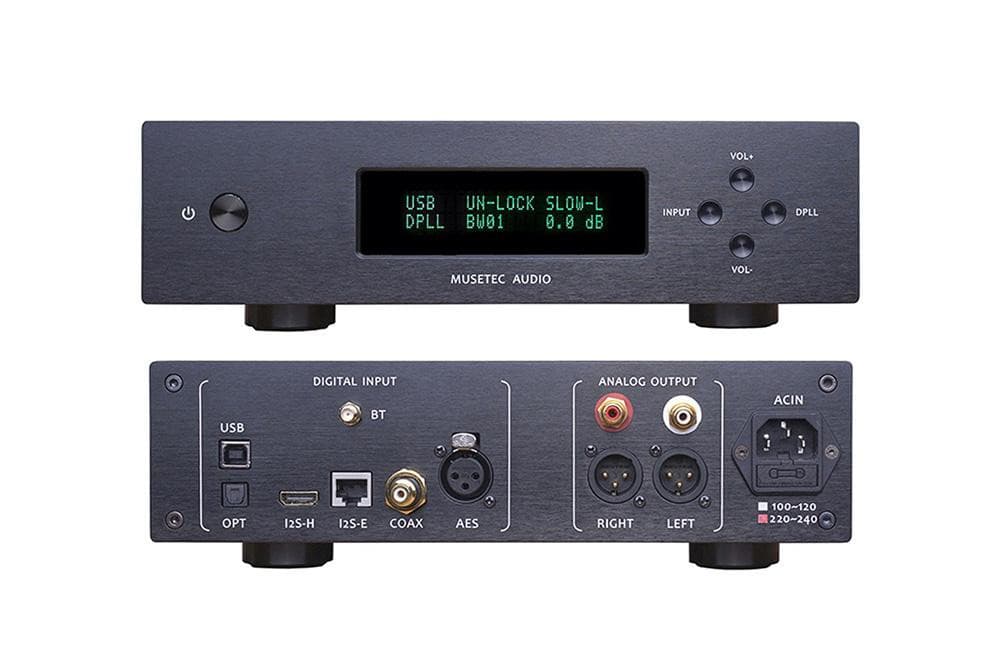 VOL+
USB UN-LOCK SLOW-L
INPUT DPLL
DPLL BW01 0.0 dB
VOL-
MUSETEC AUDIO
DIGITAL INPUT
ANALOG OUTPUT
ACIN
BT
USB
100~120
220~240
OPT I2S-H I2S-E COAX AES
RIGHT LEFT